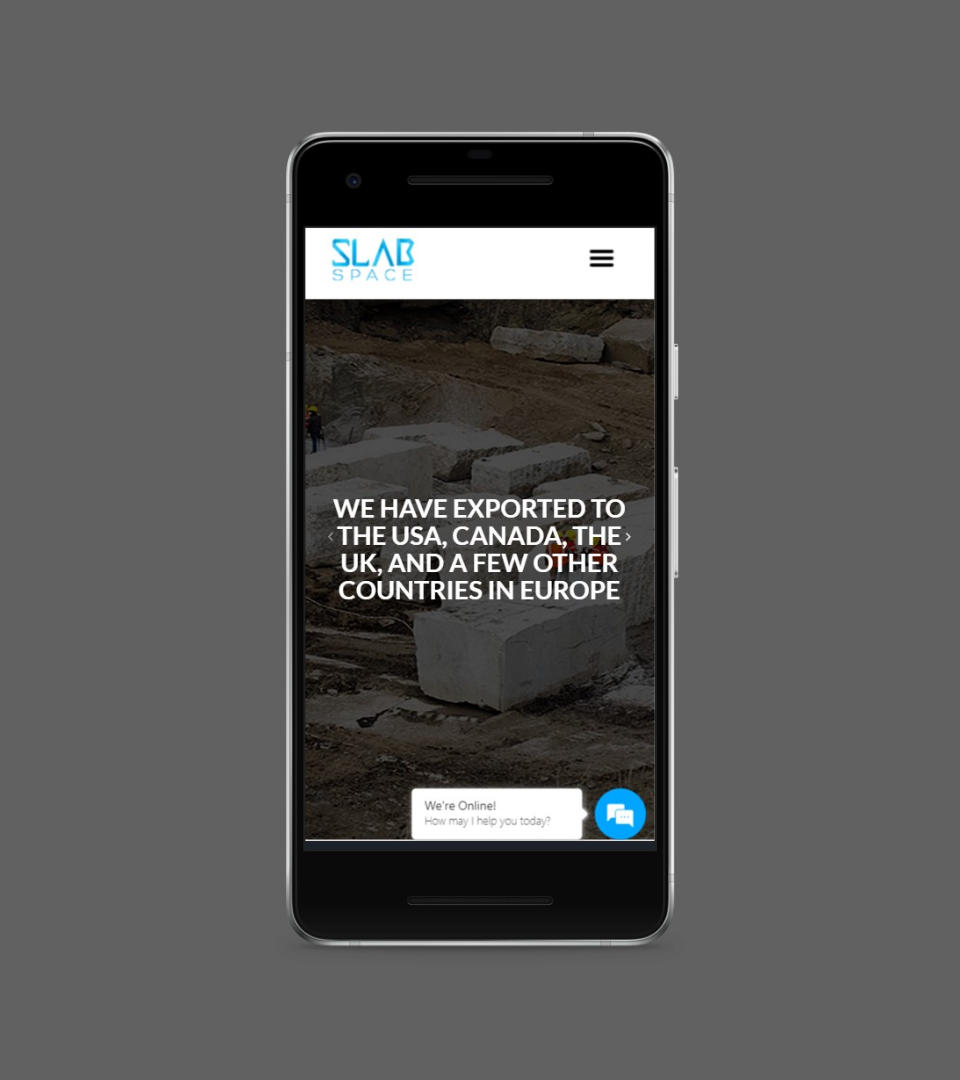 SLAB
SPACE
WE HAVE EXPORTED TO
THE USA, CANADA, THE
UK, AND A FEW OTHER
COUNTRIES IN EUROPE
We're Online!
How may I help you today?